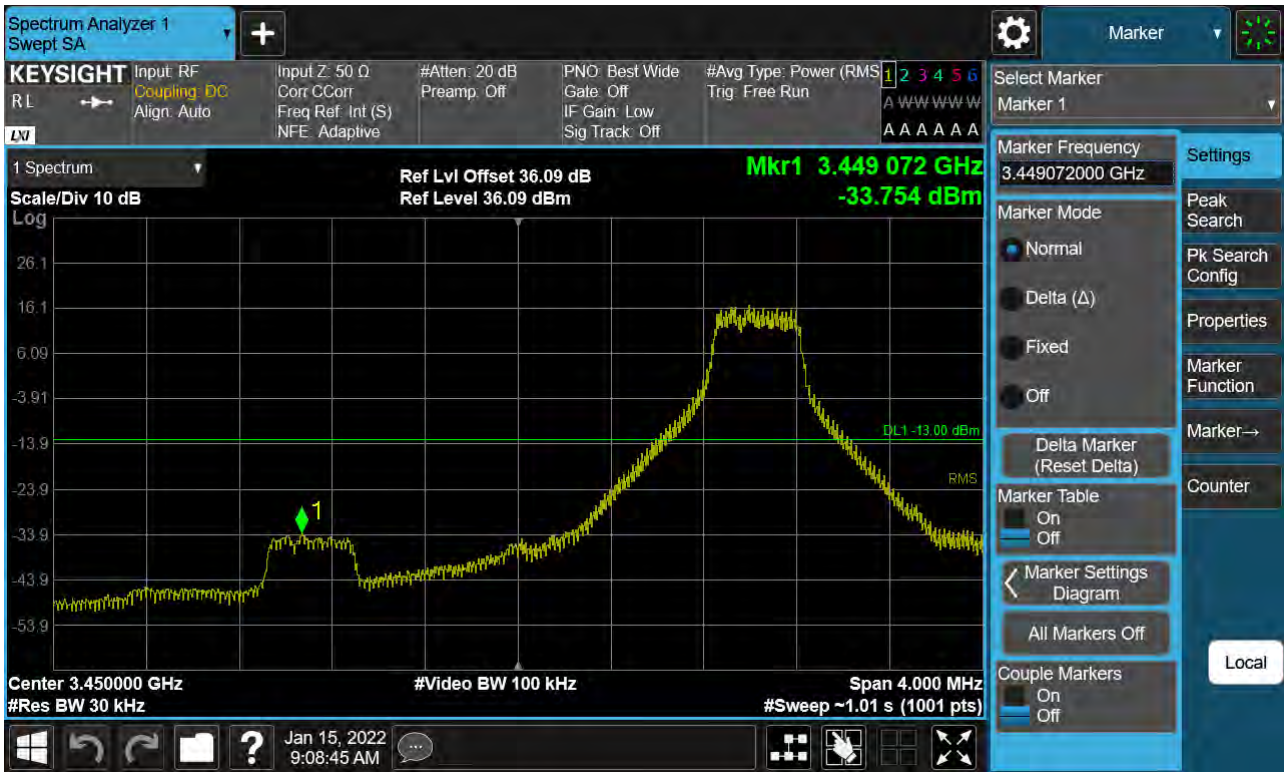 Spectrum Analyzer 1
Swept SA
Marker
KEYSIGHT
R L
LXI
Input: RF
Coupling: DC
Align: Auto
Input Z: 50 Ω
Corr CCorr
Freq Ref: Int (S)
NFE: Adaptive
#Atten: 20 dB
Preamp: Off
PNO: Best Wide
Gate: Off
IF Gain: Low
Sig Track: Off
#Avg Type: Power (RMS
Trig: Free Run
1 2 3 4 5 6
A W W W W W
A A A A A A
Select Marker
Marker 1
1 Spectrum
Scale/Div 10 dB
Ref Lvl Offset 36.09 dB
Ref Level 36.09 dBm
Mkr1 3.449 072 GHz
-33.754 dBm
Log
26.1
16.1
6.09
-3.91
-13.9
-23.9
-33.9
-43.9
-53.9
1
DL1 -13.00 dBm
RMS
Center 3.450000 GHz
#Res BW 30 kHz
#Video BW 100 kHz
Span 4.000 MHz
#Sweep ~1.01 s (1001 pts)
Marker Frequency
3.449072000 GHz
Marker Mode
Normal
Delta (Δ)
Fixed
Off
Delta Marker
(Reset Delta)
Marker Table
On
Off
Marker Settings
Diagram
All Markers Off
Couple Markers
On
Off
Settings
Peak
Search
Pk Search
Config
Properties
Marker
Function
Marker→
Counter
Local
?
Jan 15, 2022
9:08:45 AM